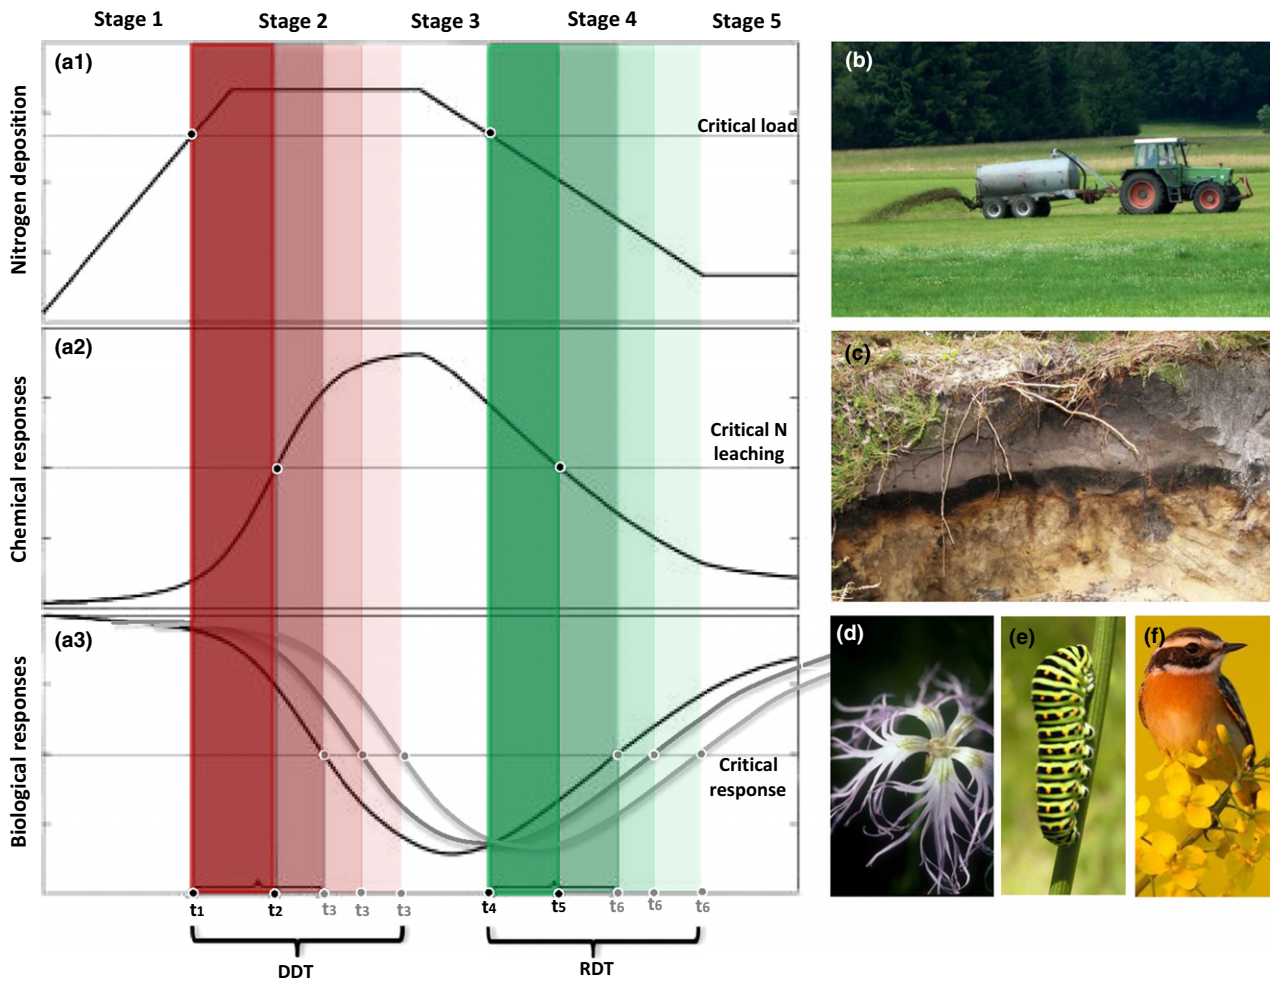 Stage 1 Stage 2 Stage 3 Stage 4 Stage 5
(a1)
Nitrogen deposition
Critical load
(a2)
Chemical responses
Critical N
leaching
(a3)
Biological responses
Critical
response
t1 t2 t3 t3 t3 t4 t5 t6 t6 t6
DDT RDT
(b)
(c)
(d) (e) (f)